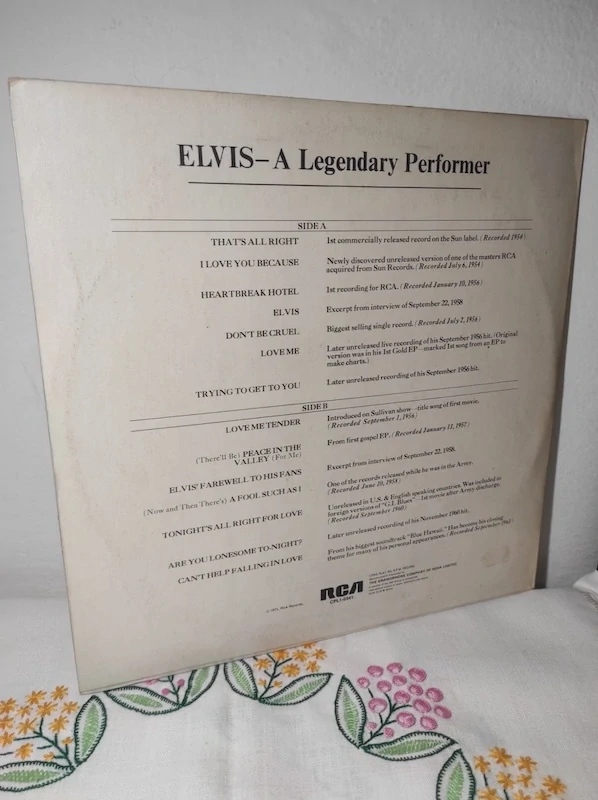 ELVIS–A Legendary Performer
SIDE A
THAT'S ALL RIGHT 1st commercially released record on the Sun label. (Recorded 1954)
I LOVE YOU BECAUSE Newly discovered unreleased version of one of the masters RCA
acquired from Sun Records. (Recorded July 6, 1954)
HEARTBREAK HOTEL 1st recording for RCA. (Recorded January 10, 1956)
ELVIS Excerpt from interview of September 22, 1958
DON'T BE CRUEL Biggest selling single record. (Recorded July 2, 1956)
LOVE ME Later unreleased live recording of his September 1956 hit. (Original
version was in his 1st Gold EP—marked 1st song from an EP to
make charts.)
TRYING TO GET TO YOU Later unreleased recording of his September 1956 hit.
SIDE B
LOVE ME TENDER Introduced on Sullivan show—title song of first movie.
(Recorded September 1, 1956)
(There'll Be) PEACE IN THE From first gospel EP. (Recorded January 13, 1957)
VALLEY (For Me)
ELVIS' FAREWELL TO HIS FANS Excerpt from interview of September 22, 1958.
(Now and Then There's) A FOOL SUCH AS I One of the records released while he was in the Army.
(Recorded June 10, 1958)
TONIGHT'S ALL RIGHT FOR LOVE Unreleased in U.S. & English speaking countries. Was included in
foreign versions of "G.I. Blues"—1st movie after Army discharge.
(Recorded September 1960)
ARE YOU LONESOME TO-NIGHT? Later unreleased recording of his November 1960 hit.
CAN'T HELP FALLING IN LOVE From his biggest soundtrack "Blue Hawaii." Has become his closing
theme for many of his personal appearances. (Recorded September 1961)
RCA
CPL1-0341
THE GRAMOPHONE COMPANY OF INDIA LIMITED